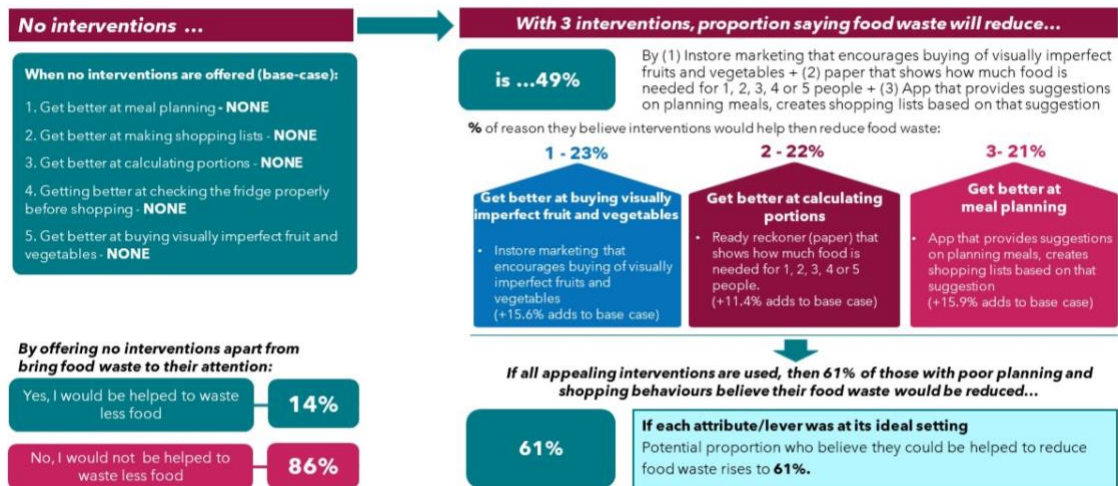 No interventions ...
When no interventions are offered (base-case):
1. Get better at meal planning - NONE
2. Get better at making shopping lists - NONE
3. Get better at calculating portions - NONE
4. Getting better at checking the fridge properly
before shopping - NONE
5. Get better at buying visually imperfect fruit and
vegetables - NONE
By offering no interventions apart from
bring food waste to their attention:
Yes, I would be helped to waste
less food
14%
No, I would not be helped to
waste less food
86%
With 3 interventions, proportion saying food waste will reduce...
is ...49%
By (1) Instore marketing that encourages buying of visually imperfect
fruits and vegetables + (2) paper that shows how much food is
needed for 1, 2, 3, 4 or 5 people + (3) App that provides suggestions
on planning meals, creates shopping lists based on that suggestion
% of reason they believe interventions would help then reduce food waste:
1 - 23%
Get better at buying visually
imperfect fruit and vegetables
• Instore marketing that
encourages buying of visually
imperfect fruits and
vegetables
(+15.6% adds to base case)
2 - 22%
Get better at calculating
portions
• Ready reckoner (paper) that
shows how much food is
needed for 1, 2, 3, 4 or 5
people.
(+11.4% adds to base case)
3- 21%
Get better at
meal planning
• App that provides suggestions
on planning meals, creates
shopping lists based on that
suggestion
(+15.9% adds to base case)
If all appealing interventions are used, then 61% of those with poor planning and
shopping behaviours believe their food waste would be reduced...
61%
If each attribute/lever was at its ideal setting
Potential proportion who believe they could be helped to reduce
food waste rises to 61%.